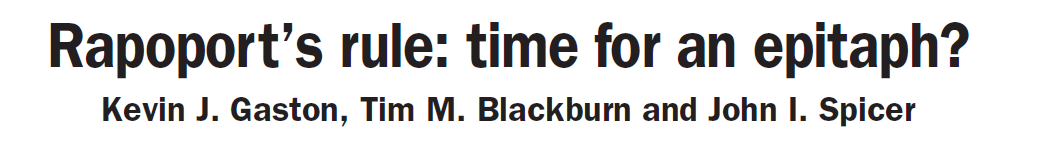 Rapoport’s rule: time for an epitaph?
Kevin J. Gaston, Tim M. Blackburn and John I. Spicer